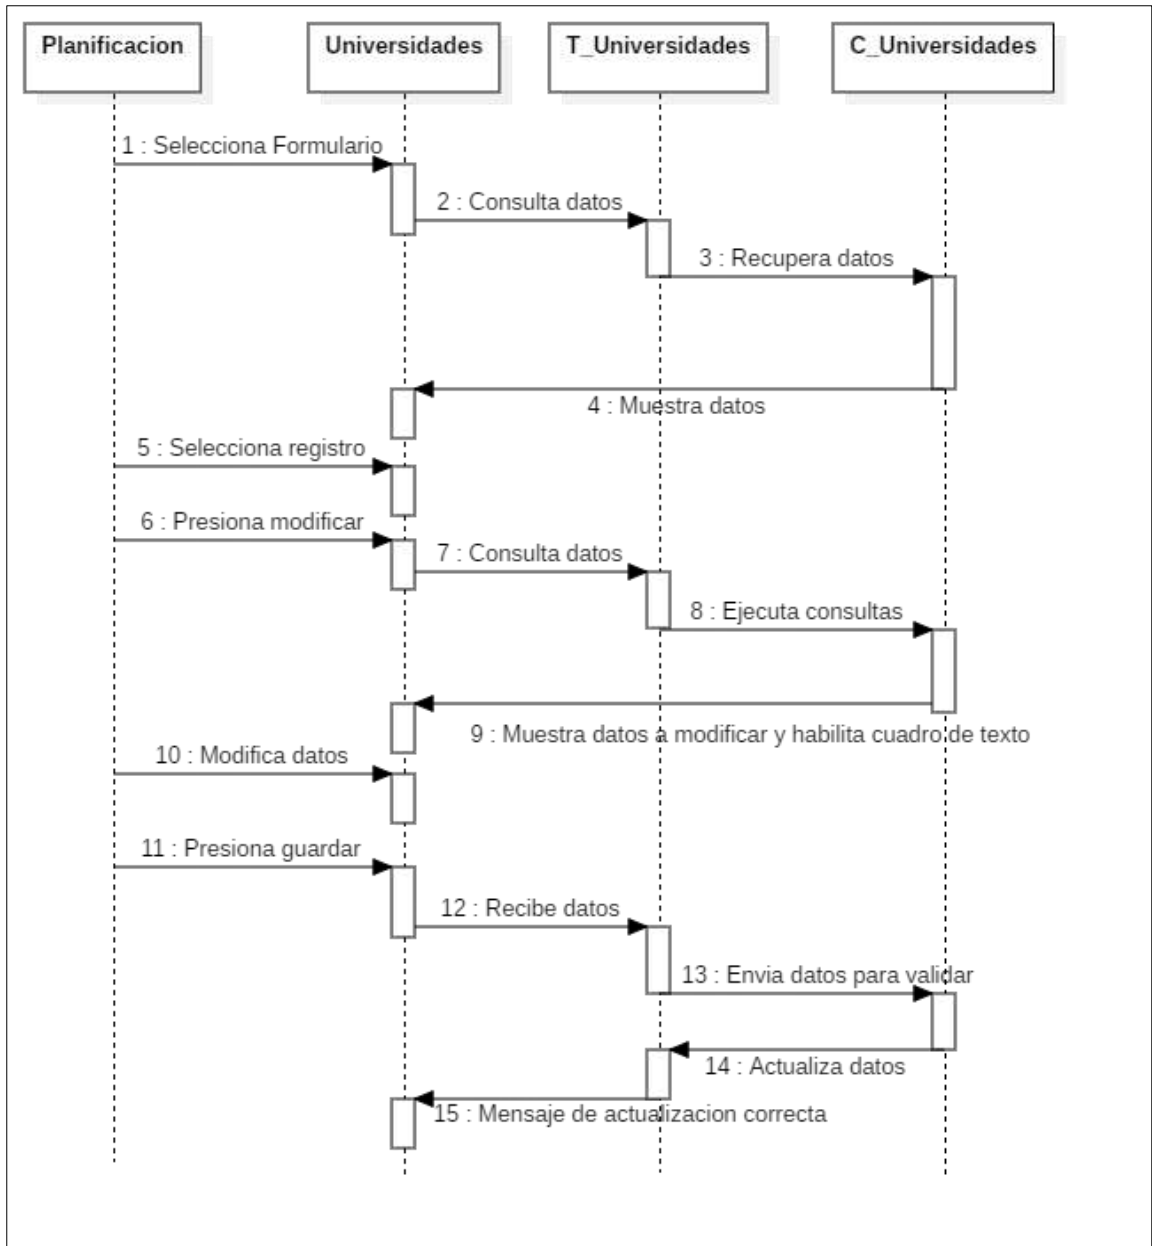 Planificacion
Universidades
T_Universidades
C_Universidades
1 : Selecciona Formulario
2 : Consulta datos
3 : Recupera datos
4 : Muestra datos
5 : Selecciona registro
6 : Presiona modificar
7 : Consulta datos
8 : Ejecuta consultas
9 : Muestra datos a modificar y habilita cuadro de texto
10 : Modifica datos
11 : Presiona guardar
12 : Recibe datos
13 : Envia datos para validar
14 : Actualiza datos
15 : Mensaje de actualizacion correcta